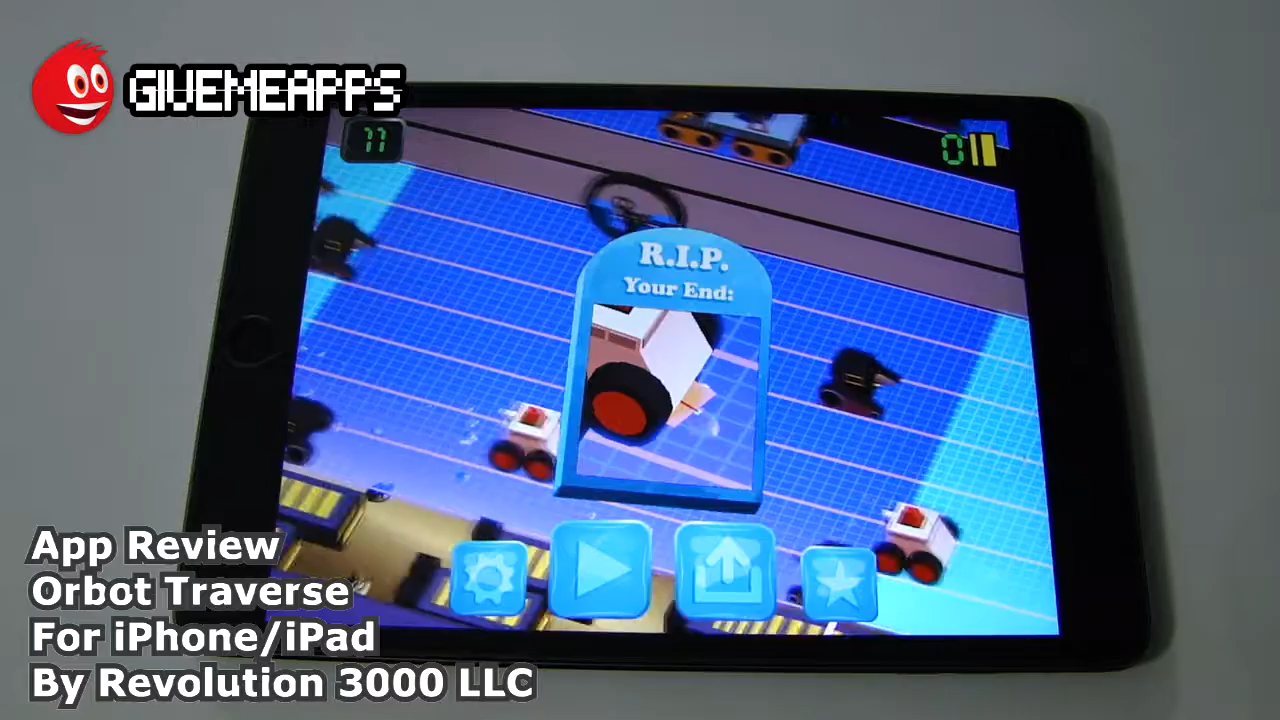 GIVEMEAPPS
11
0
R.I.P.
Your End:
App Review
Orbot Traverse
For iPhone/iPad
By Revolution 3000 LLC